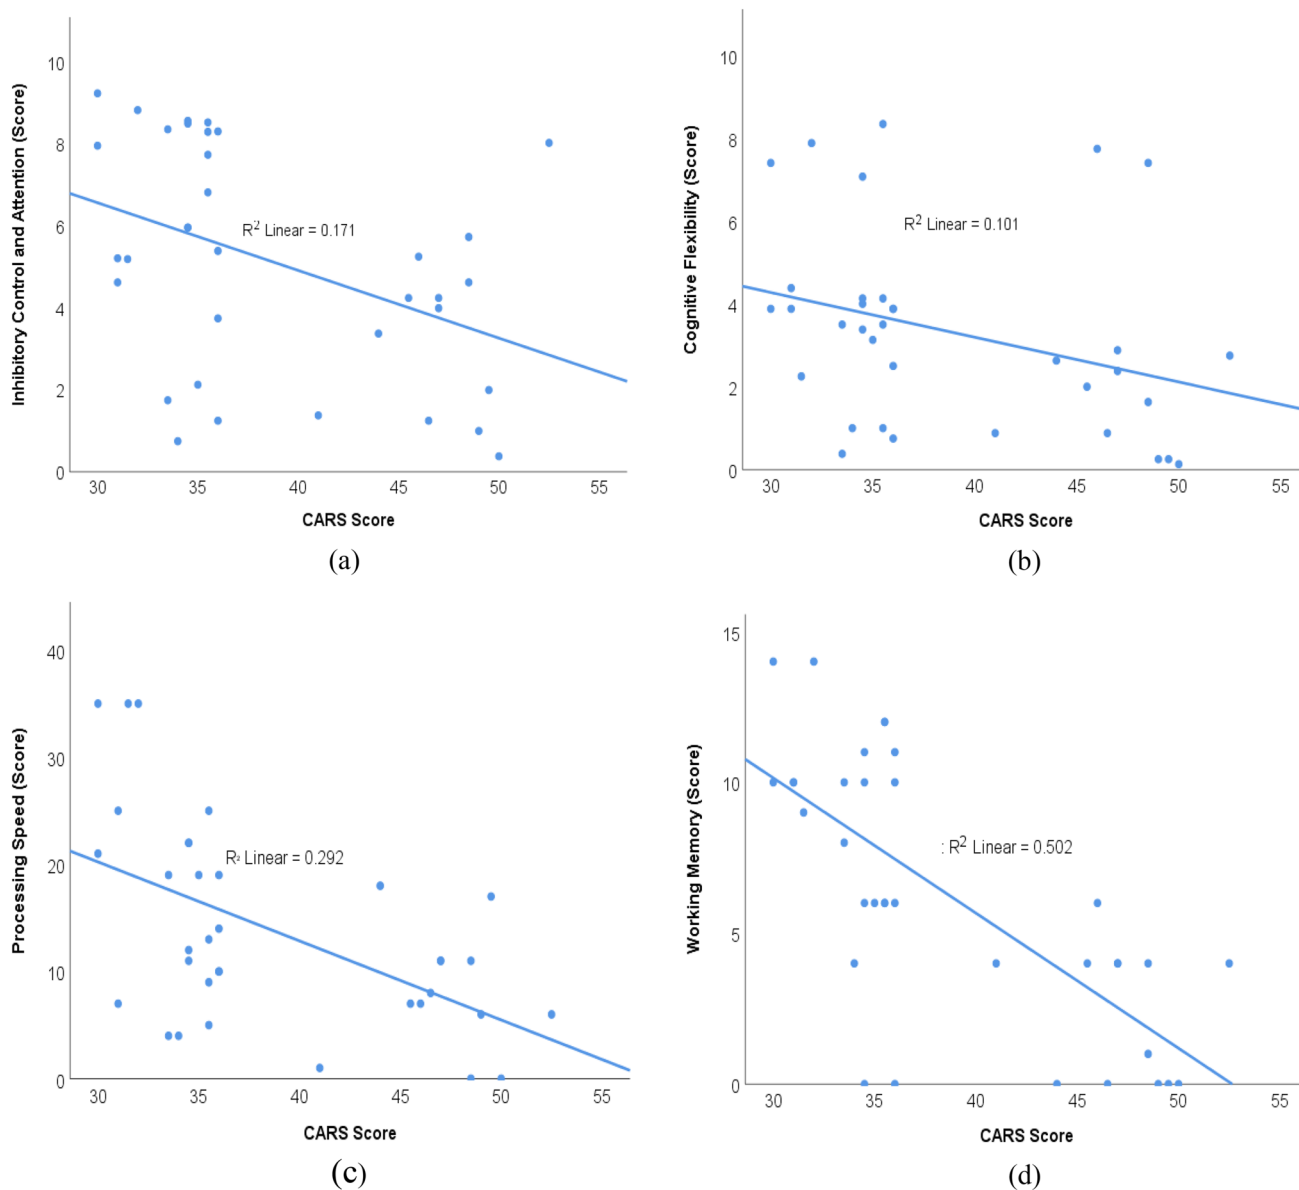 10
8
6
4
2
0
Inhibitory Control and Attention (Score)
R² Linear = 0.171
30 35 40 45 50 55
CARS Score
(a)
10
8
6
4
2
0
Cognitive Flexibility (Score)
R² Linear = 0.101
30 35 40 45 50 55
CARS Score
(b)
40
30
20
10
0
Processing Speed (Score)
R² Linear = 0.292
30 35 40 45 50 55
CARS Score
(c)
15
10
5
0
Working Memory (Score)
: R² Linear = 0.502
30 35 40 45 50 55
CARS Score
(d)